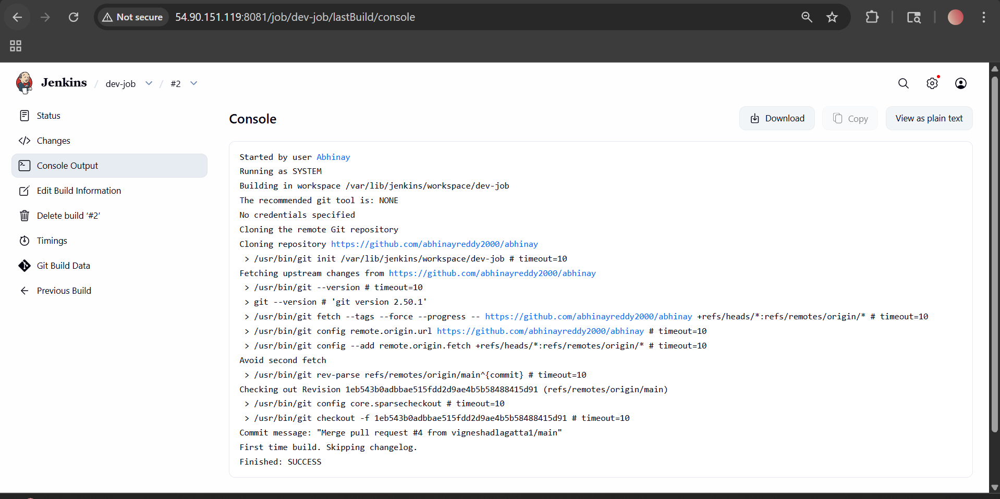 Not secure 54.90.151.119:8081/job/dev-job/lastBuild/console
Jenkins / dev-job / #2
Status
Changes
Console Output
Edit Build Information
Delete build ‘#2’
Timings
Git Build Data
Previous Build
Console
Download
Copy
View as plain text
Started by user Abhinay
Running as SYSTEM
Building in workspace /var/lib/jenkins/workspace/dev-job
The recommended git tool is: NONE
No credentials specified
Cloning the remote Git repository
Cloning repository https://github.com/abhinayreddy2000/abhinay
> /usr/bin/git init /var/lib/jenkins/workspace/dev-job # timeout=10
Fetching upstream changes from https://github.com/abhinayreddy2000/abhinay
> /usr/bin/git --version # timeout=10
> git --version # 'git version 2.50.1'
> /usr/bin/git fetch --tags --force --progress -- https://github.com/abhinayreddy2000/abhinay +refs/heads/*:refs/remotes/origin/* # timeout=10
> /usr/bin/git config remote.origin.url https://github.com/abhinayreddy2000/abhinay # timeout=10
> /usr/bin/git config --add remote.origin.fetch +refs/heads/*:refs/remotes/origin/* # timeout=10
Avoid second fetch
> /usr/bin/git rev-parse refs/remotes/origin/main^{commit} # timeout=10
Checking out Revision 1eb543b0adbbae515fdd2d9ae4b5b58488415d91 (refs/remotes/origin/main)
> /usr/bin/git config core.sparsecheckout # timeout=10
> /usr/bin/git checkout -f 1eb543b0adbbae515fdd2d9ae4b5b58488415d91 # timeout=10
Commit message: "Merge pull request #4 from vigneshadlagatta1/main"
First time build. Skipping changelog.
Finished: SUCCESS